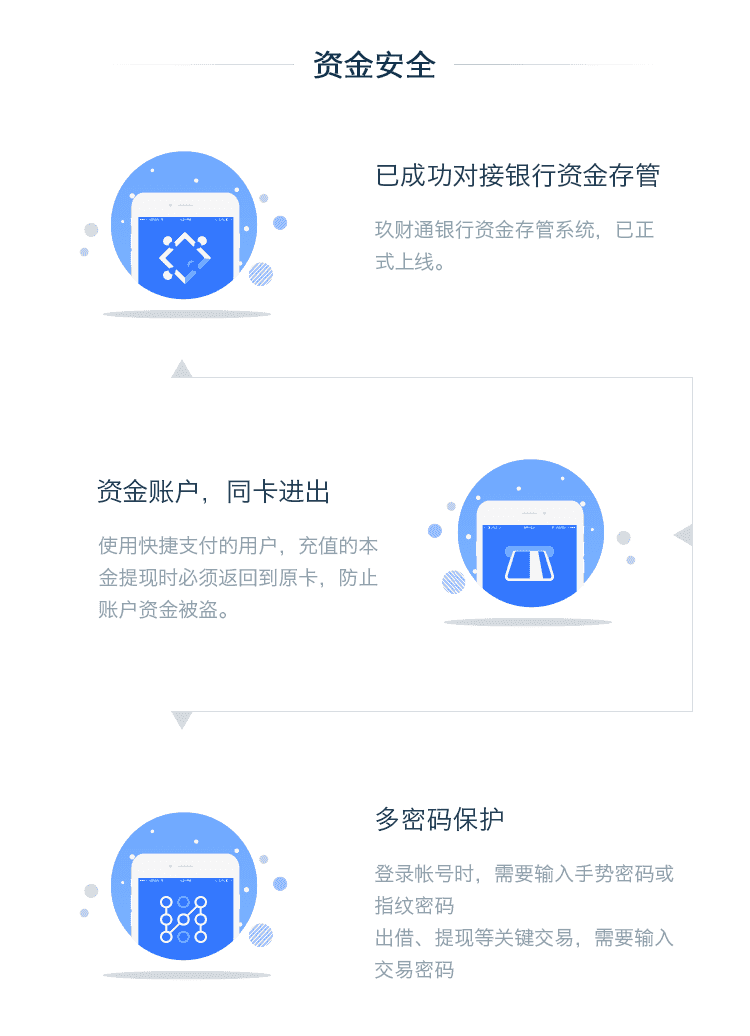 资金安全
已成功对接银行资金存管
玖财通银行资金存管系统，已正
式上线。
资金账户，同卡进出
使用快捷支付的用户，充值的本
金提现时必须返回到原卡，防止
账户资金被盗。
多密码保护
登录帐号时，需要输入手势密码或
指纹密码
出借、提现等关键交易，需要输入
交易密码